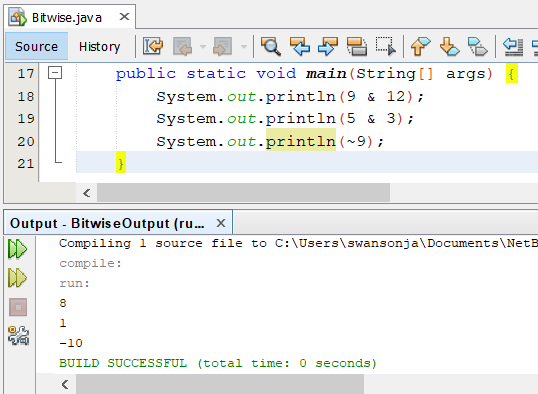 Bitwise.java
Source History
17 public static void main(String[] args) {
18 System.out.println(9 & 12);
19 System.out.println(5 & 3);
20 System.out.println(~9);
21 }
Output - BitwiseOutput (ru...
Compiling 1 source file to C:\Users\swansonja\Documents\NetB
compile:
run:
8
1
-10
BUILD SUCCESSFUL (total time: 0 seconds)